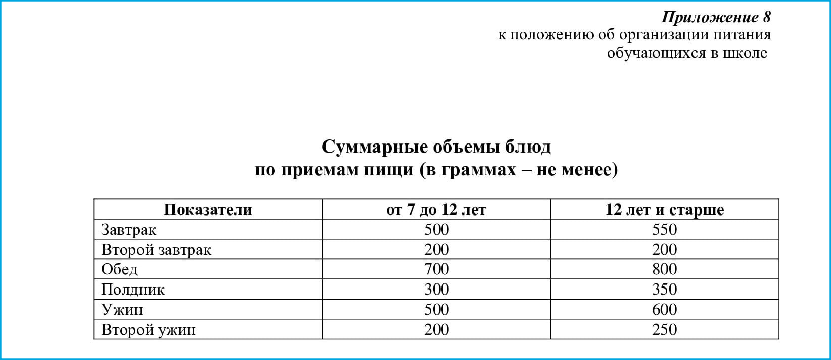 Приложение 8
к положению об организации питания
обучающихся в школе
Суммарные объемы блюд
по приемам пищи (в граммах – не менее)
Показатели от 7 до 12 лет 12 лет и старше
Завтрак 500 550
Второй завтрак 200 200
Обед 700 800
Полдник 300 350
Ужин 500 600
Второй ужин 200 250